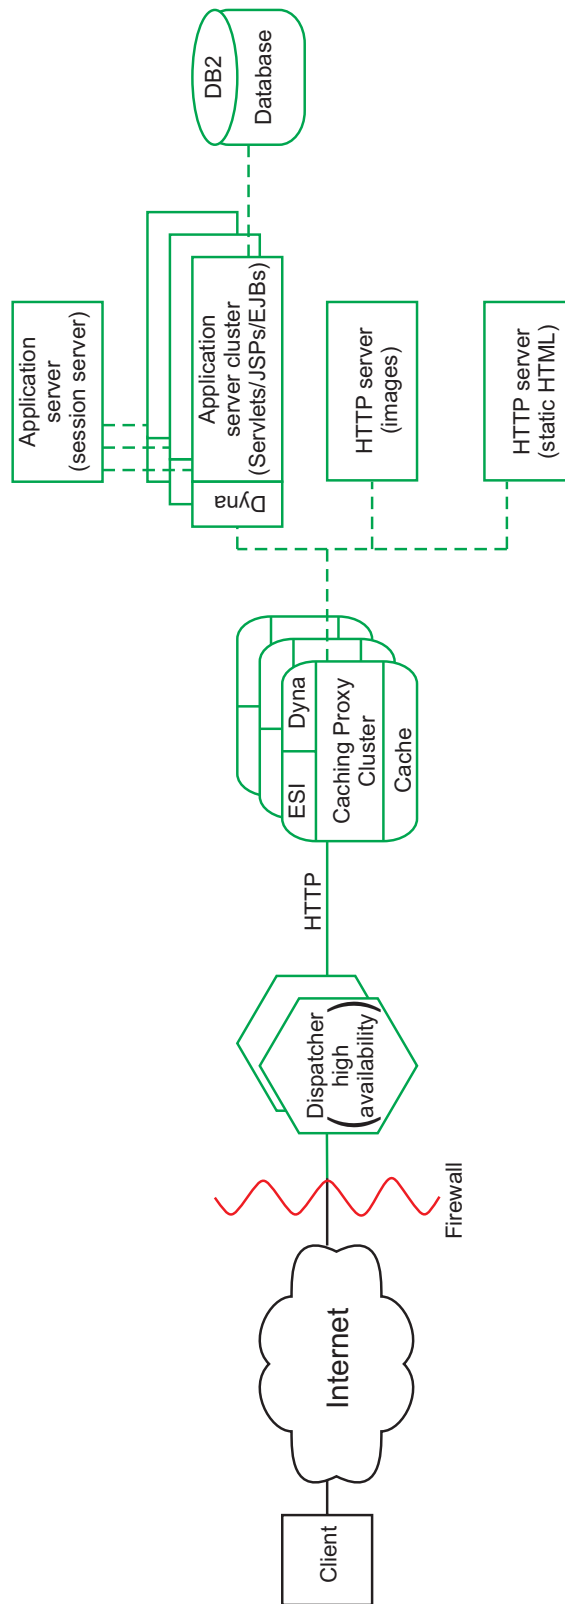 Client
Internet
Firewall
Dispatcher
(high
availability)
HTTP
ESI
Dyna
Caching Proxy
Cluster
Cache
Dyna
Application
server
(session server)
Application
server cluster
(Servlets/JSPs/EJBs)
HTTP server
(images)
HTTP server
(static HTML)
DB2
Database